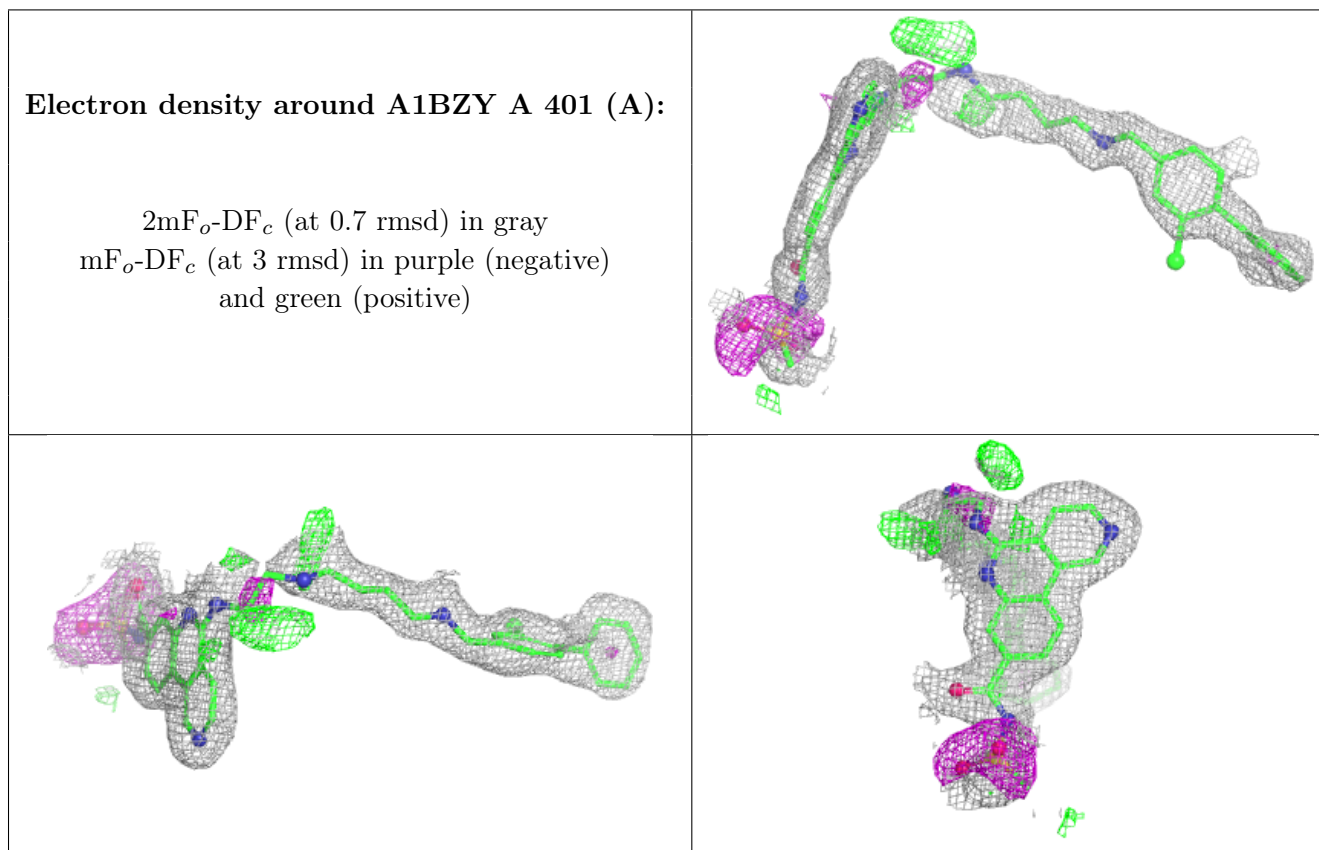 Electron density around A1BZY A 401 (A):
2mFo-DFc (at 0.7 rmsd) in gray
mFo-DFc (at 3 rmsd) in purple (negative)
and green (positive)